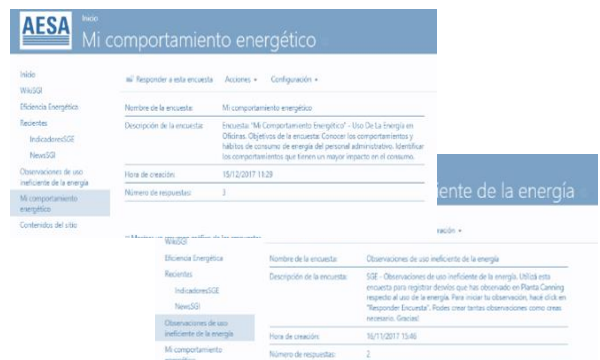 AESA
Inicio
Mi comportamiento energético
Inicio
WikiSGI
Eficiencia Energética
Recientes
IndicadoresSGE
NewsSGI
Observaciones de uso
ineficiente de la energía
Mi comportamiento
energético
Contenidos del sitio
Responder a esta encuesta Acciones Configuración
Nombre de la encuesta: Mi comportamiento energético
Descripción de la encuesta: Encuesta: "Mi Comportamiento Energético" - Uso De La Energía en
Oficinas. Objetivos de la encuesta: Conocer los comportamientos y
hábitos de consumo de energía del personal administrativo. Identificar
los comportamientos que tienen un mayor impacto en el consumo.
Hora de creación: 15/12/2017 11:29
Número de respuestas: 3
ciente de la energía
ración
WikiSGI
Eficiencia Energética
Recientes
IndicadoresSGE
NewsSGI
Observaciones de uso
ineficiente de la energía
Mi comportamiento
energético
Nombre de la encuesta: Observaciones de uso ineficiente de la energía
Descripción de la encuesta: SGE - Observaciones de uso ineficiente de la energía. Utilizá esta
encuesta para registrar desvíos que has observado en Planta Canning
respecto al uso de la energía. Para iniciar tu observación, hacé click en
"Responder Encuesta". Podes crear tantas observaciones como creas
necesario. Gracias!
Hora de creación: 16/11/2017 15:46
Número de respuestas: 2